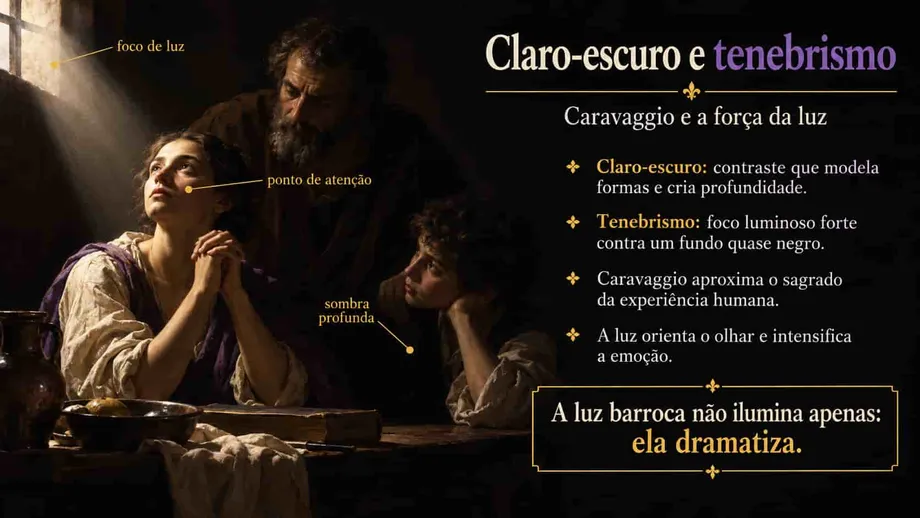 foco de luz
ponto de atenção
sombra
profunda
Claro-escuro e tenebrismo
Caravaggio e a força da luz
Claro-escuro: contraste que modela
formas e cria profundidade.
Tenebrismo: foco luminoso forte
contra um fundo quase negro.
Caravaggio aproxima o sagrado
da experiência humana.
A luz orienta o olhar e intensifica
a emoção.
A luz barroca não ilumina apenas:
ela dramatiza.